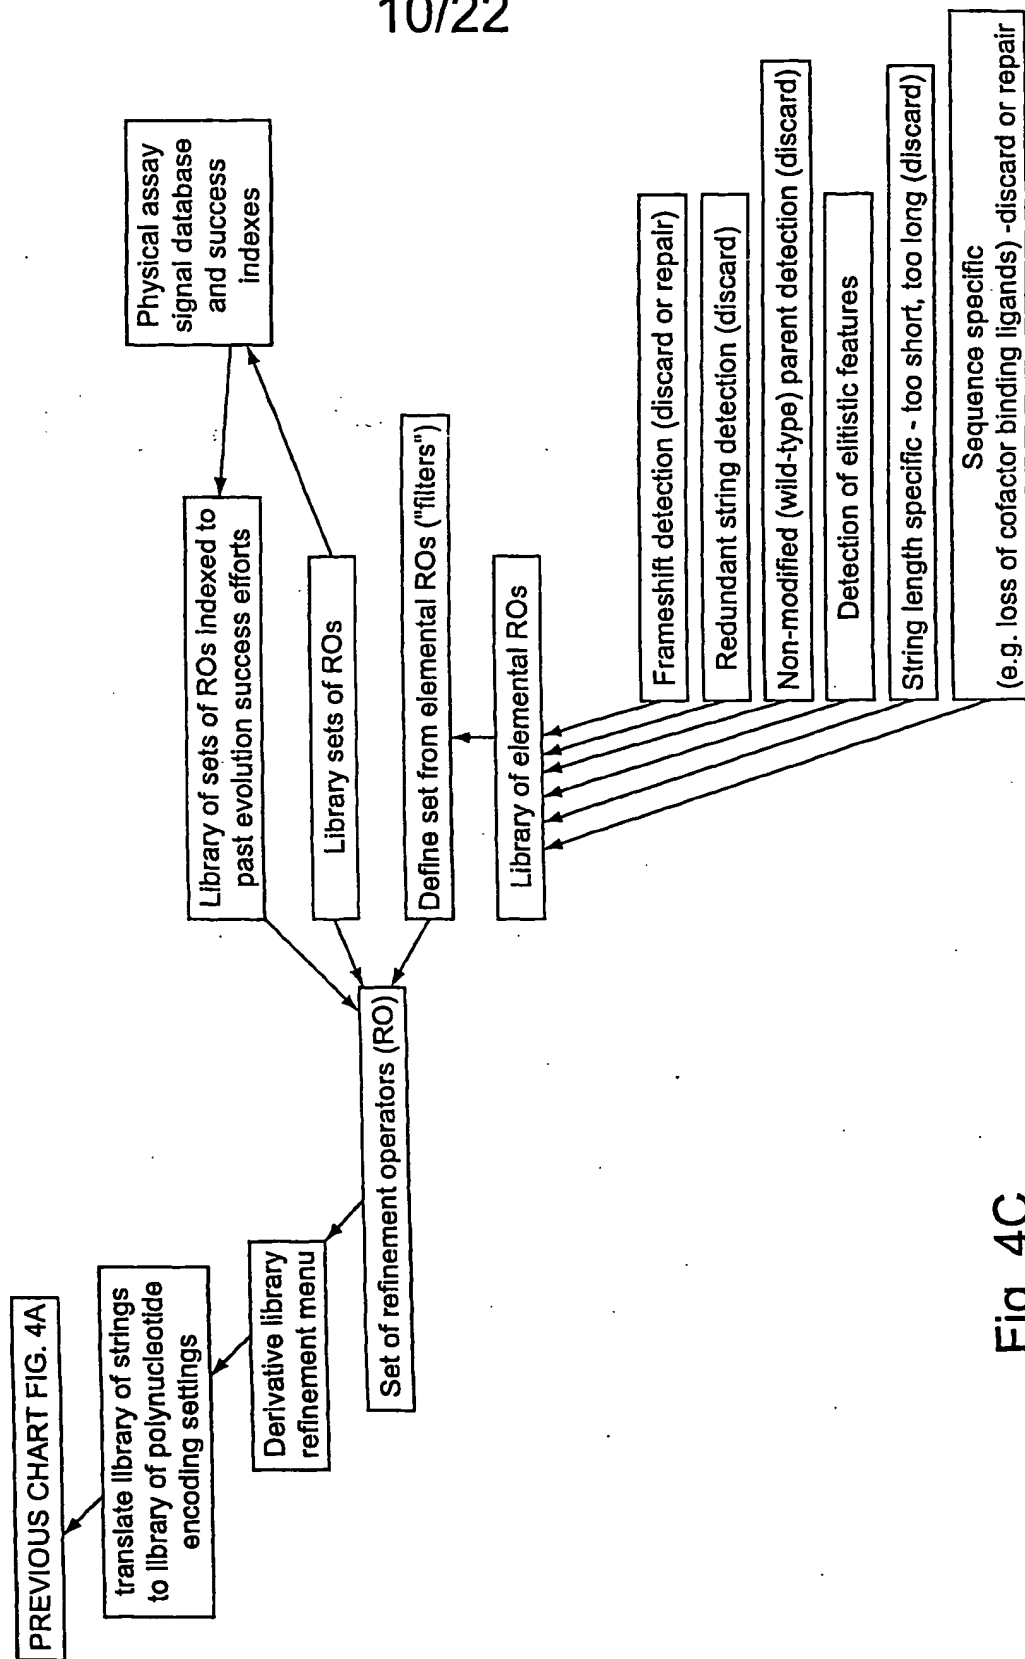 10/22
PREVIOUS CHART FIG. 4A
translate library of strings
to library of polynucleotide
encoding settings
Derivative library
refinement menu
Set of refinement operators (RO)
Library of sets of ROs indexed to
past evolution success efforts
Physical assay
signal database
and success
indexes
Library sets of ROs
Define set from elemental ROs ("filters")
Library of elemental ROs
Frameshift detection (discard or repair)
Redundant string detection (discard)
Non-modified (wild-type) parent detection (discard)
Detection of elitistic features
String length specific - too short, too long (discard)
Sequence specific
(e.g. loss of cofactor binding ligands) -discard or repair
Fig. 4C